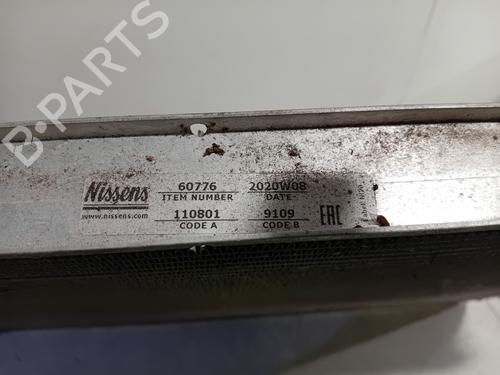 B-PARTS
Nissens
www.nissens.com
60776
ITEM NUMBER
2020W08
DATE
110801
CODE A
9109
CODE B
EAC